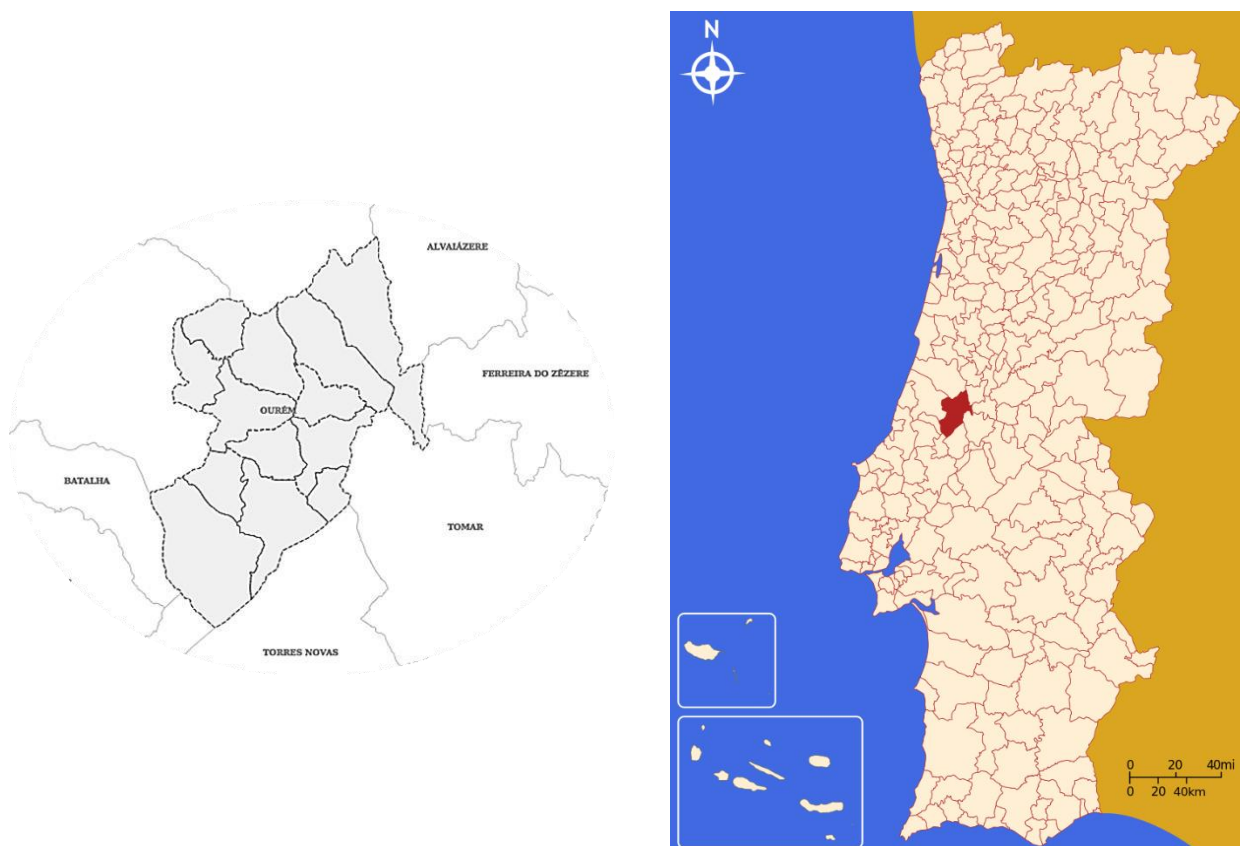 ALVAIÁZERE
FERREIRA DO ZÊZERE
OURÉM
BATALHA
TOMAR
TORRES NOVAS
N
0 20 40mi
0 20 40km